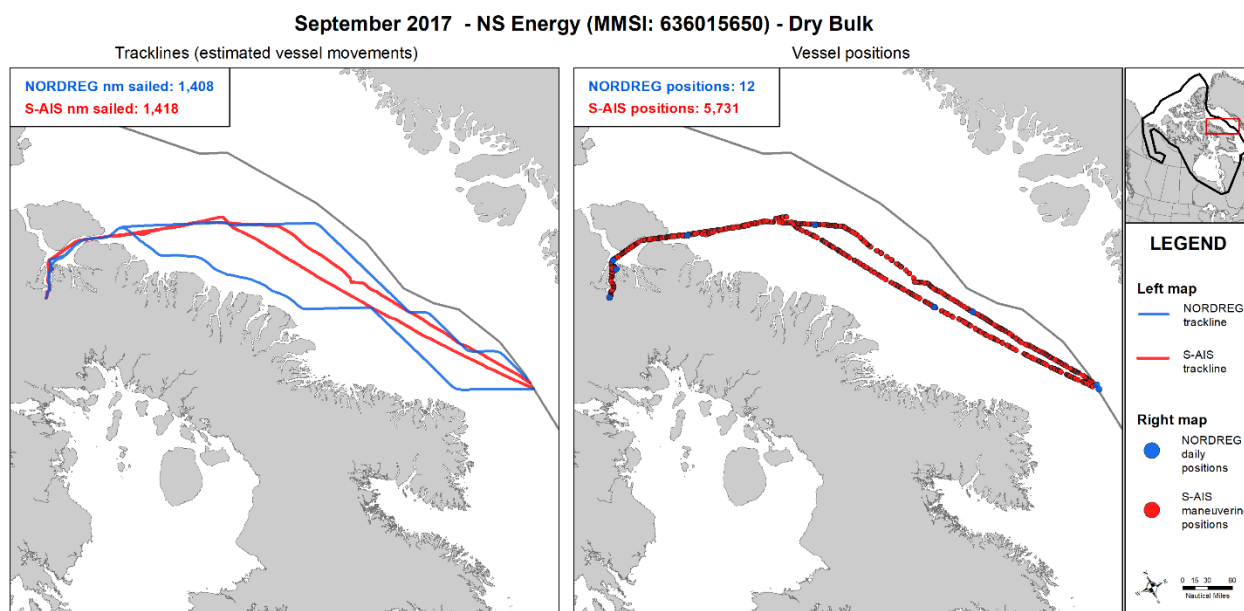 September 2017 - NS Energy (MMSI: 636015650) - Dry Bulk
Tracklines (estimated vessel movements)
Vessel positions
NORDREG nm sailed: 1,408
S-AIS nm sailed: 1,418
NORDREG positions: 12
S-AIS positions: 5,731
LEGEND
Left map
NORDREG
trackline
S-AIS
trackline
Right map
NORDREG
daily
positions
S-AIS
maneuvering
positions
0 15 30 60
Nautical Miles